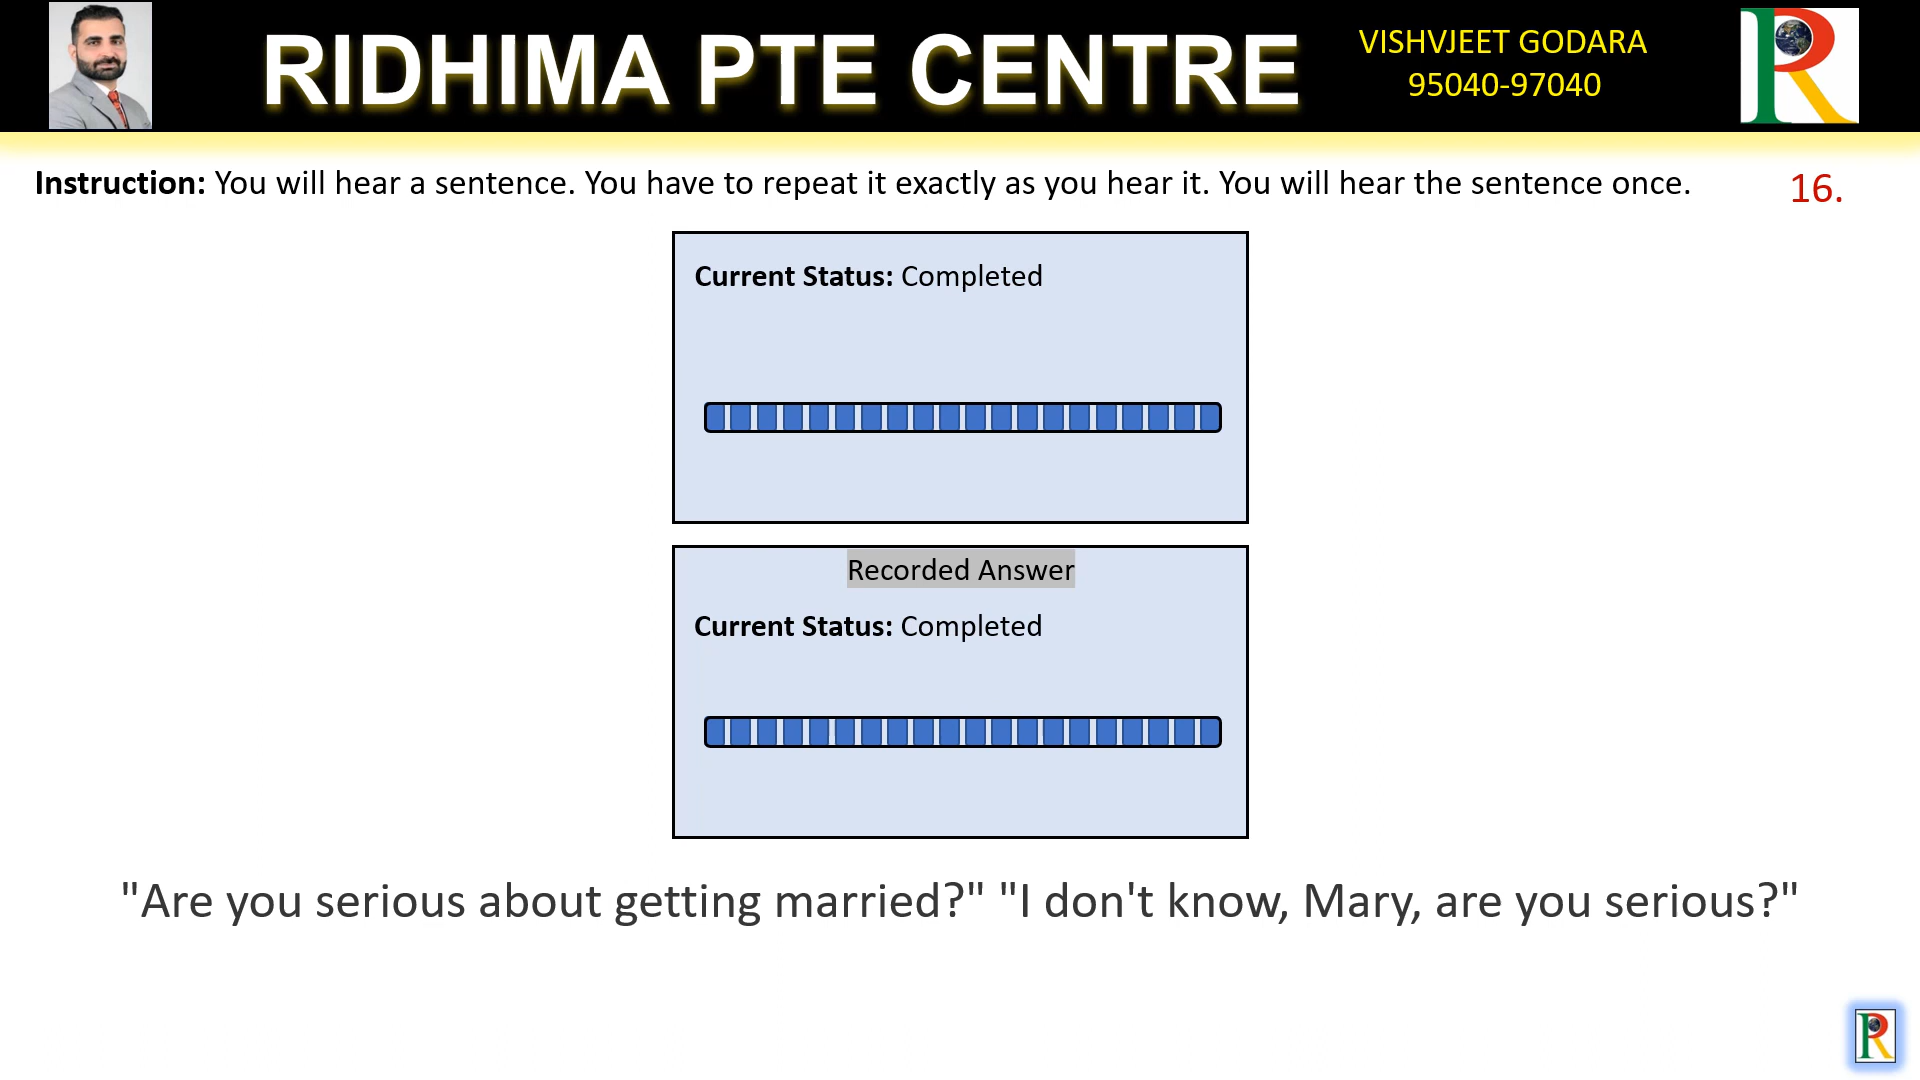 RIDHIMA PTE CENTRE
VISHVJEET GODARA
95040-97040
R
Instruction: You will hear a sentence. You have to repeat it exactly as you hear it. You will hear the sentence once.
16.
Current Status: Completed
Recorded Answer
Current Status: Completed
"Are you serious about getting married?" "I don't know, Mary, are you serious?"
R